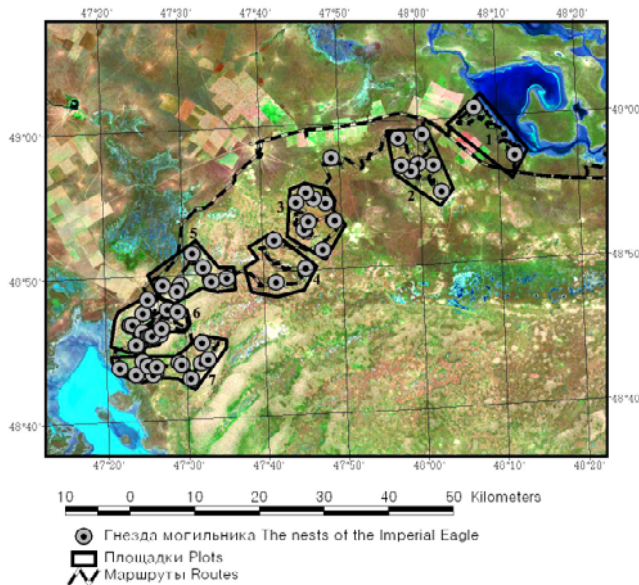 47°20' 47°30' 47°40' 47°50' 48°00' 48°10' 48°20'
49°00' 49°00'
1
2
3
48°50' 48°50'
5
4
6
7
48°40' 48°40'
47°20' 47°30' 47°40' 47°50' 48°00' 48°10' 48°20'
10 0 10 20 30 40 50 Kilometers
Гнезда могильника The nests of the Imperial Eagle
Площадки Plots
Маршруты Routes